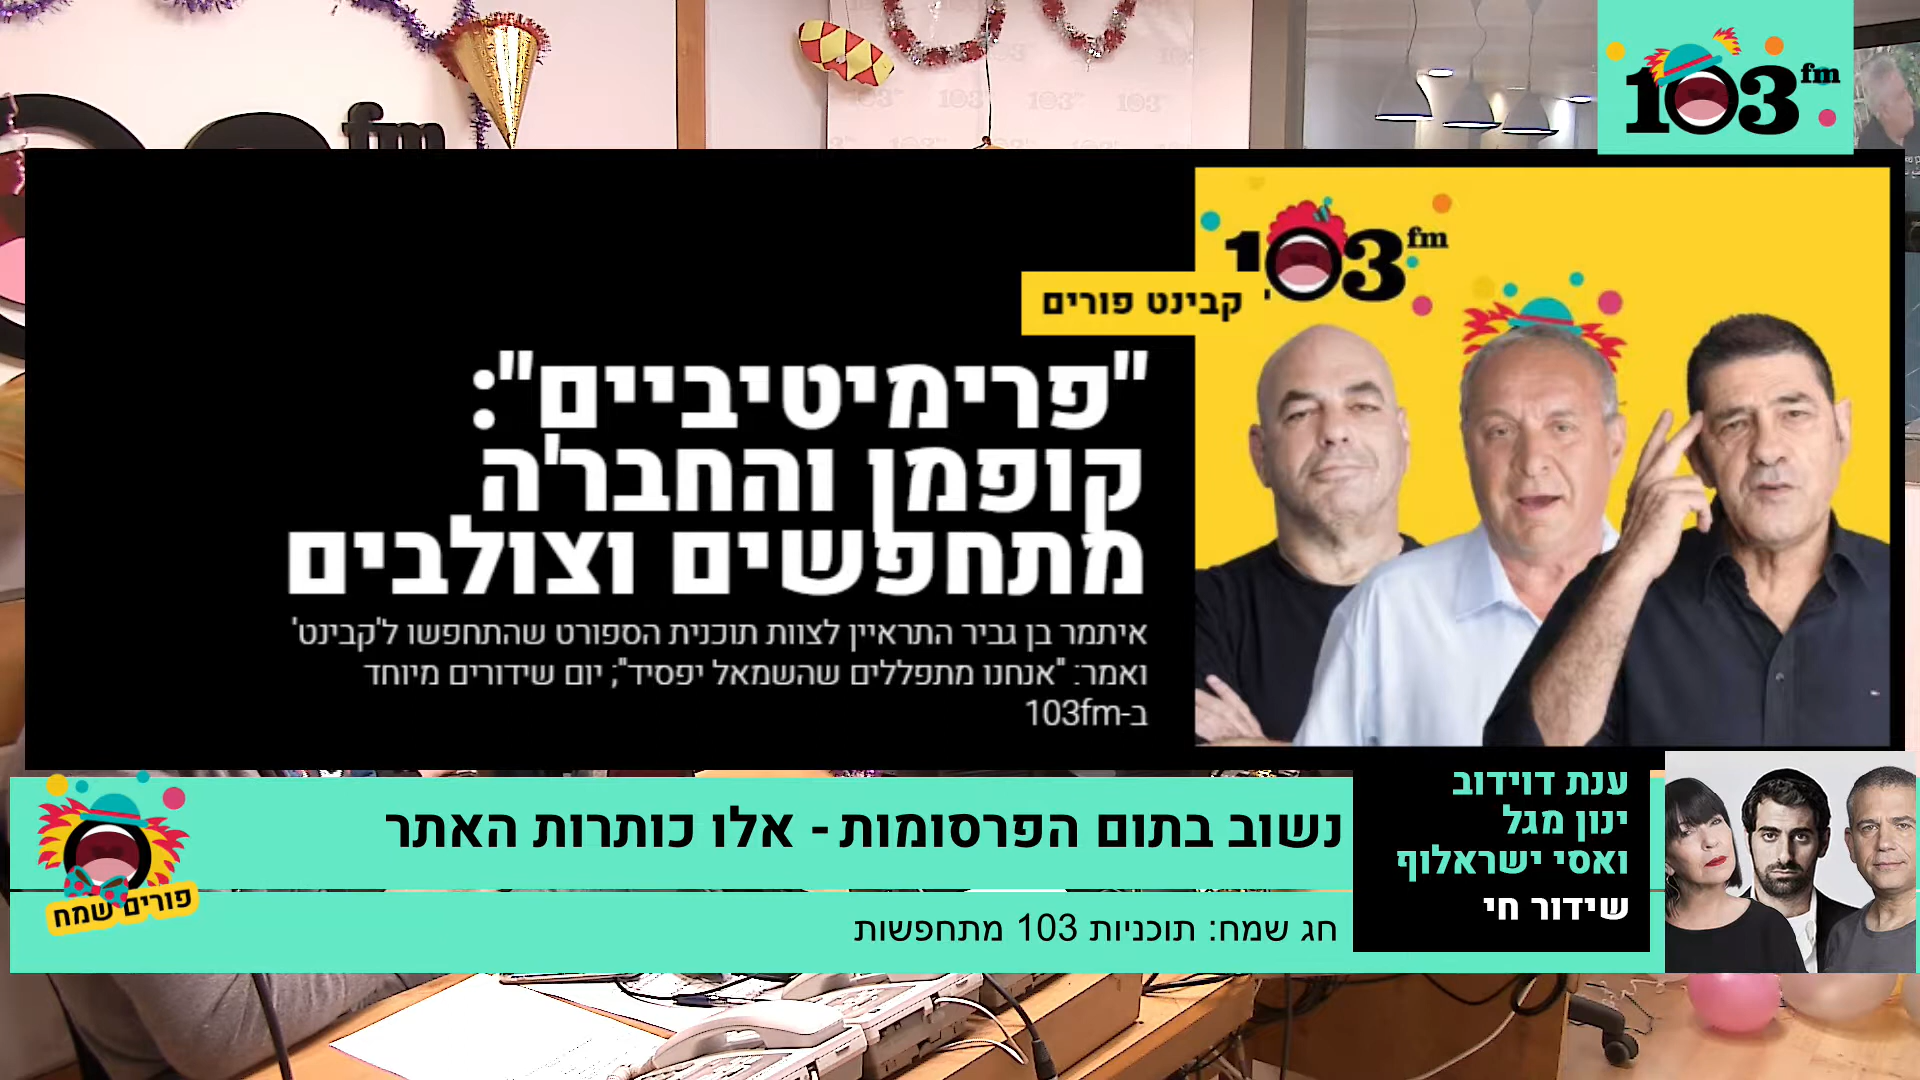 fm
103fm
103fm
קבינט פורים
"פרימיטיביים":
קופמן והחבר'ה
מתחפשים וצולבים
איתמר בן גביר התראיין לצוות תוכנית הספורט שהתחפשו ל'קבינט'
ואמר: "אנחנו מתפללים שהשמאל יפסיד"; יום שידורים מיוחד
ב-103fm
נשוב בתום הפרסומות - אלו כותרות האתר
חג שמח: תוכניות 103 מתחפשות
ענת דוידוב
ינון מגל
ואסי ישראלוף
שידור חי
פורים שמח